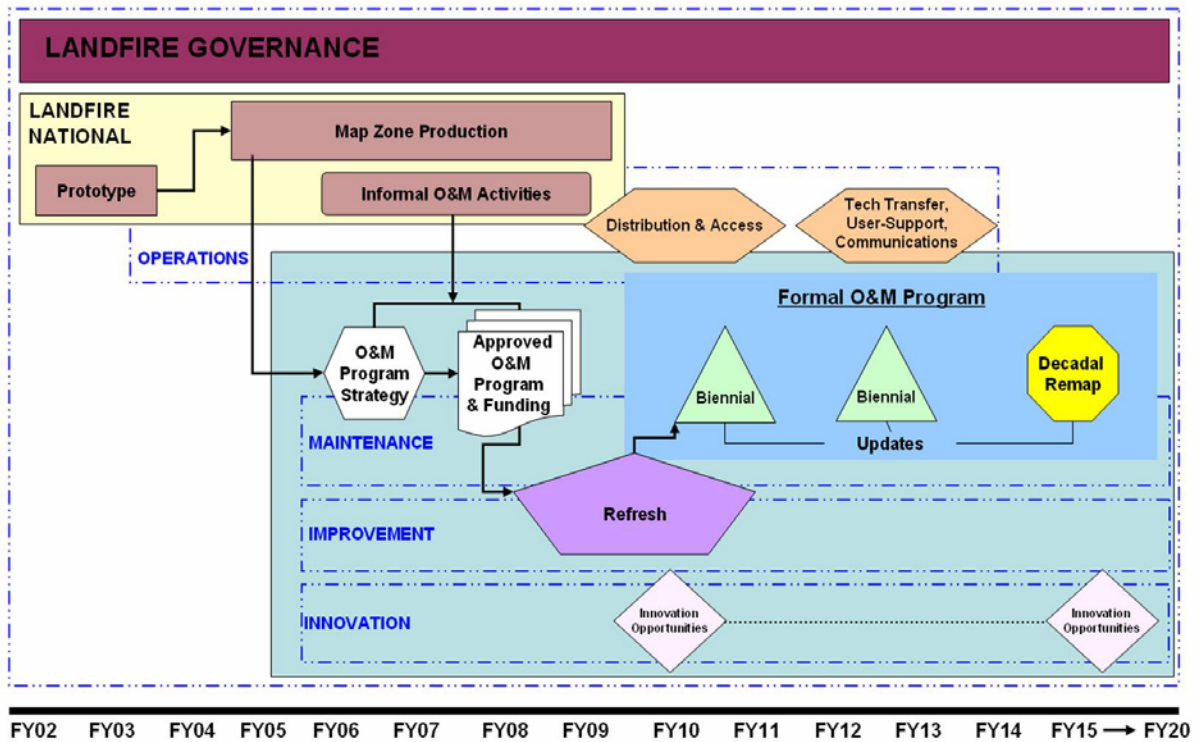 LANDFIRE GOVERNANCE
LANDFIRE
NATIONAL
Map Zone Production
Prototype
Informal O&M Activities
Distribution & Access
Tech Transfer,
User-Support,
Communications
OPERATIONS
Formal O&M Program
O&M
Program
Strategy
Approved
O&M
Program
& Funding
Biennial
Biennial
Decadal
Remap
Updates
MAINTENANCE
Refresh
IMPROVEMENT
Innovation
Opportunities
Innovation
Opportunities
INNOVATION
FY02 FY03 FY04 FY05 FY06 FY07 FY08 FY09 FY10 FY11 FY12 FY13 FY14 FY15 → FY20